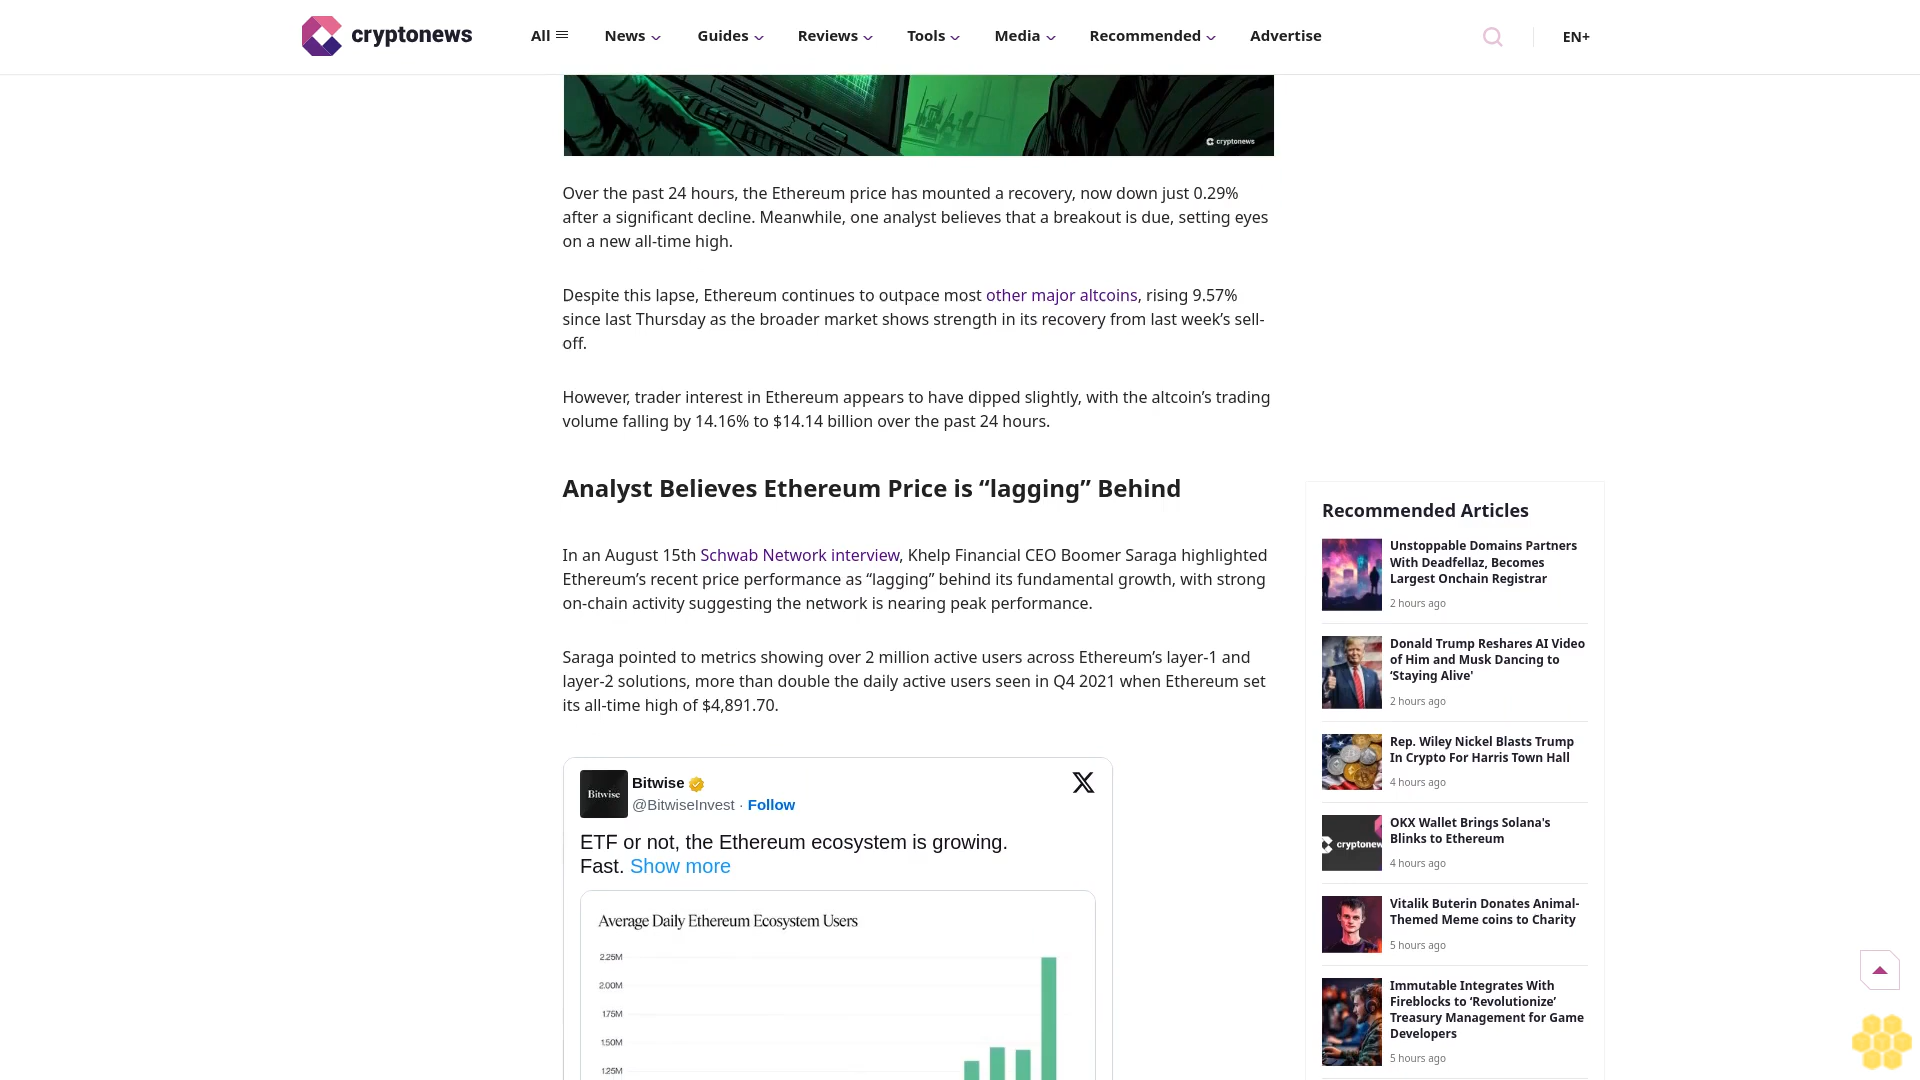 cryptonews
All
News
Guides
Reviews
Tools
Media
Recommended
Advertise
EN+
cryptonews
Over the past 24 hours, the Ethereum price has mounted a recovery, now down just 0.29%
after a significant decline. Meanwhile, one analyst believes that a breakout is due, setting eyes
on a new all-time high.
Despite this lapse, Ethereum continues to outpace most other major altcoins, rising 9.57%
since last Thursday as the broader market shows strength in its recovery from last week’s sell-
off.
However, trader interest in Ethereum appears to have dipped slightly, with the altcoin’s trading
volume falling by 14.16% to $14.14 billion over the past 24 hours.
Analyst Believes Ethereum Price is “lagging” Behind
In an August 15th Schwab Network interview, Khelp Financial CEO Boomer Saraga highlighted
Ethereum’s recent price performance as “lagging” behind its fundamental growth, with strong
on-chain activity suggesting the network is nearing peak performance.
Saraga pointed to metrics showing over 2 million active users across Ethereum’s layer-1 and
layer-2 solutions, more than double the daily active users seen in Q4 2021 when Ethereum set
its all-time high of $4,891.70.
Bitwise
Bitwise
@BitwiseInvest · Follow
ETF or not, the Ethereum ecosystem is growing.
Fast. Show more
Average Daily Ethereum Ecosystem Users
2.25M
2.00M
1.75M
1.50M
1.25M
Recommended Articles
Unstoppable Domains Partners
With Deadfellaz, Becomes
Largest Onchain Registrar
2 hours ago
Donald Trump Reshares AI Video
of Him and Musk Dancing to
‘Staying Alive'
2 hours ago
Rep. Wiley Nickel Blasts Trump
In Crypto For Harris Town Hall
4 hours ago
cryptonew
OKX Wallet Brings Solana's
Blinks to Ethereum
4 hours ago
Vitalik Buterin Donates Animal-
Themed Meme coins to Charity
5 hours ago
Immutable Integrates With
Fireblocks to ‘Revolutionize’
Treasury Management for Game
Developers
5 hours ago